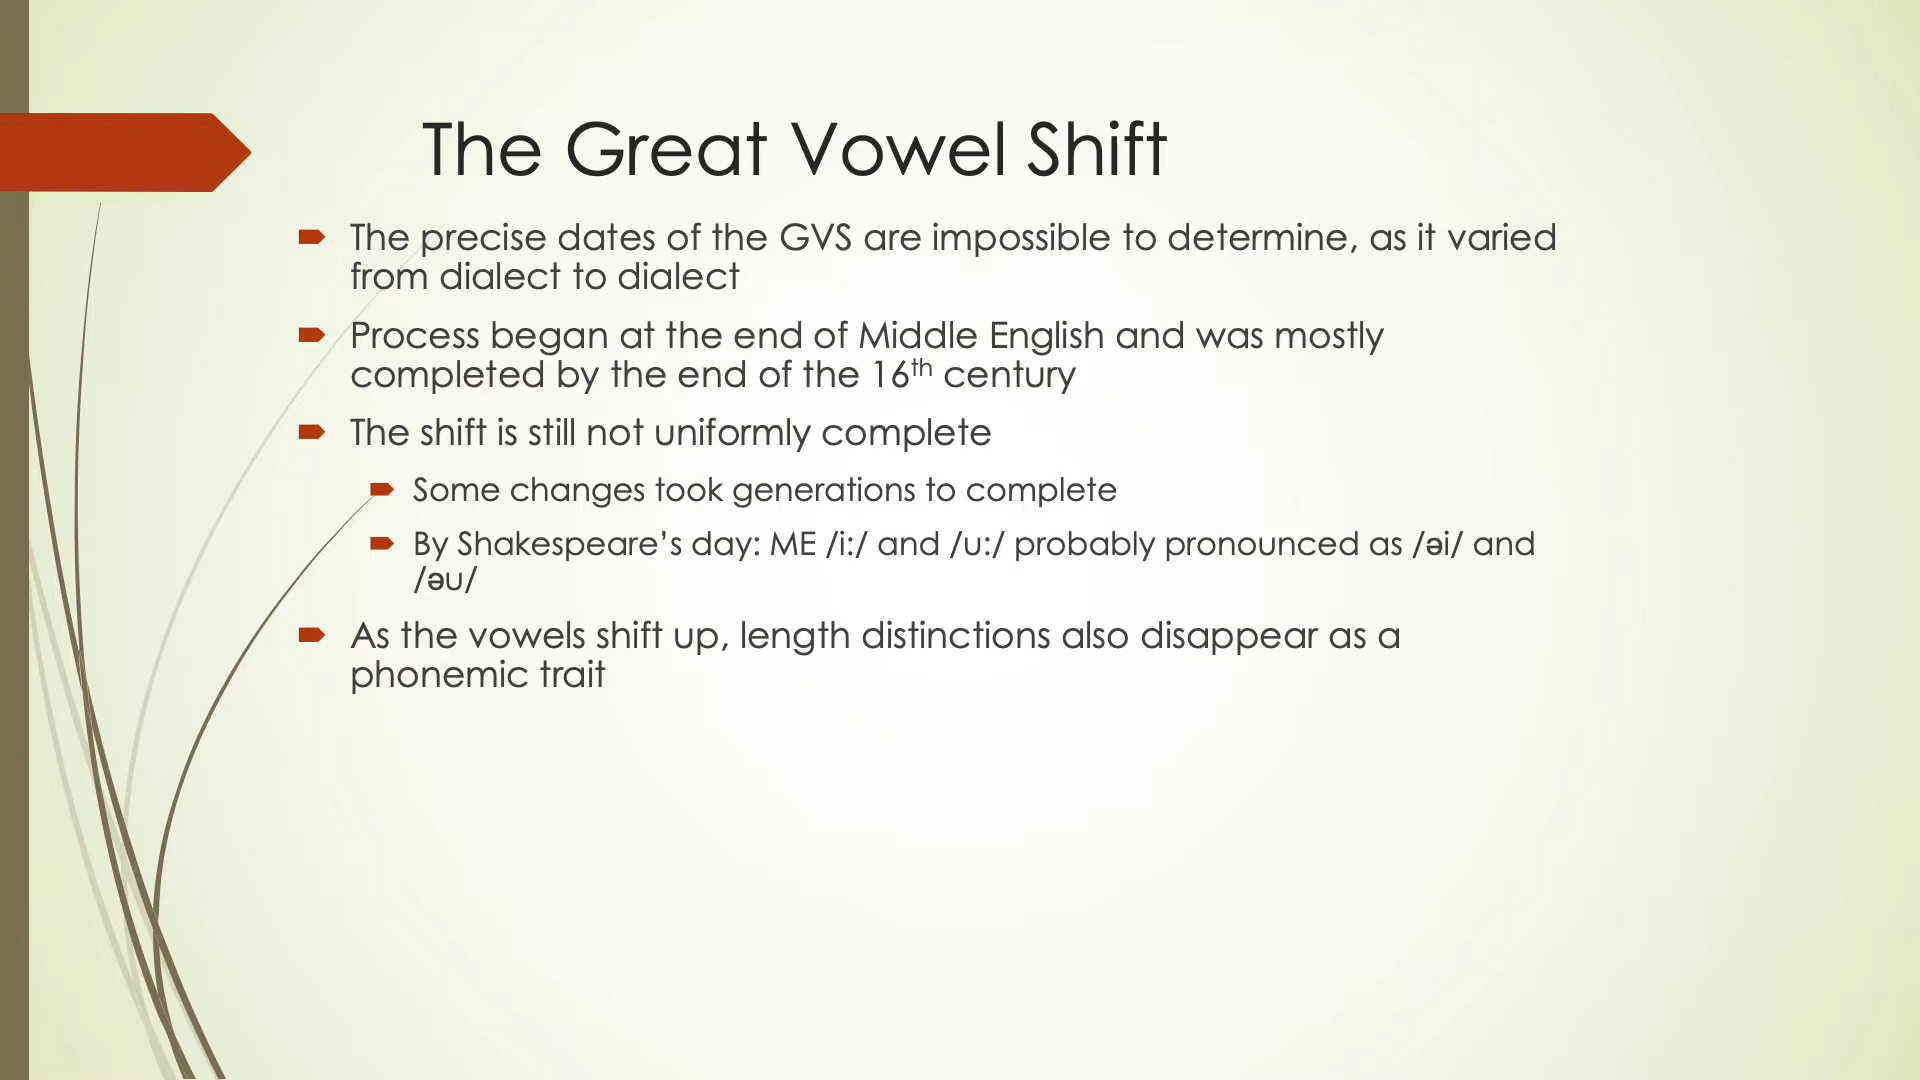 The Great Vowel Shift
The precise dates of the GVS are impossible to determine, as it varied
from dialect to dialect
Process began at the end of Middle English and was mostly
completed by the end of the 16th century
The shift is still not uniformly complete
Some changes took generations to complete
By Shakespeare’s day: ME /i:/ and /u:/ probably pronounced as /əi/ and
/əu/
As the vowels shift up, length distinctions also disappear as a
phonemic trait